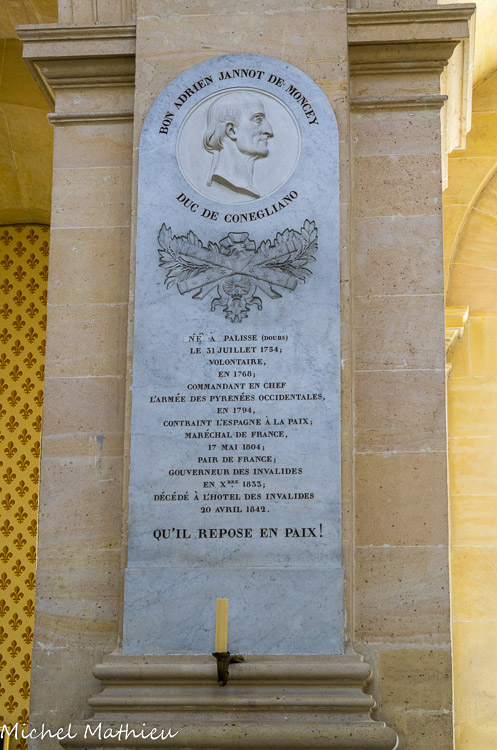 BON ADRIEN JANNOT DE MONCEY
DUC DE CONEGLIANO
NÉ A PALISSE (DOUBS)
LE 31 JUILLET 1754;
VOLONTAIRE,
EN 1768;
COMMANDANT EN CHEF
L'ARMÉE DES PYRENÉES OCCIDENTALES,
EN 1794,
CONTRAINT L'ESPAGNE À LA PAIX;
MARÉCHAL DE FRANCE,
17 MAI 1804;
PAIR DE FRANCE;
GOUVERNEUR DES INVALIDES
EN XBRE 1833;
DÉCÉDÉ À L'HOTEL DES INVALIDES
20 AVRIL 1842.
QU'IL REPOSE EN PAIX!
Michel Mathieu